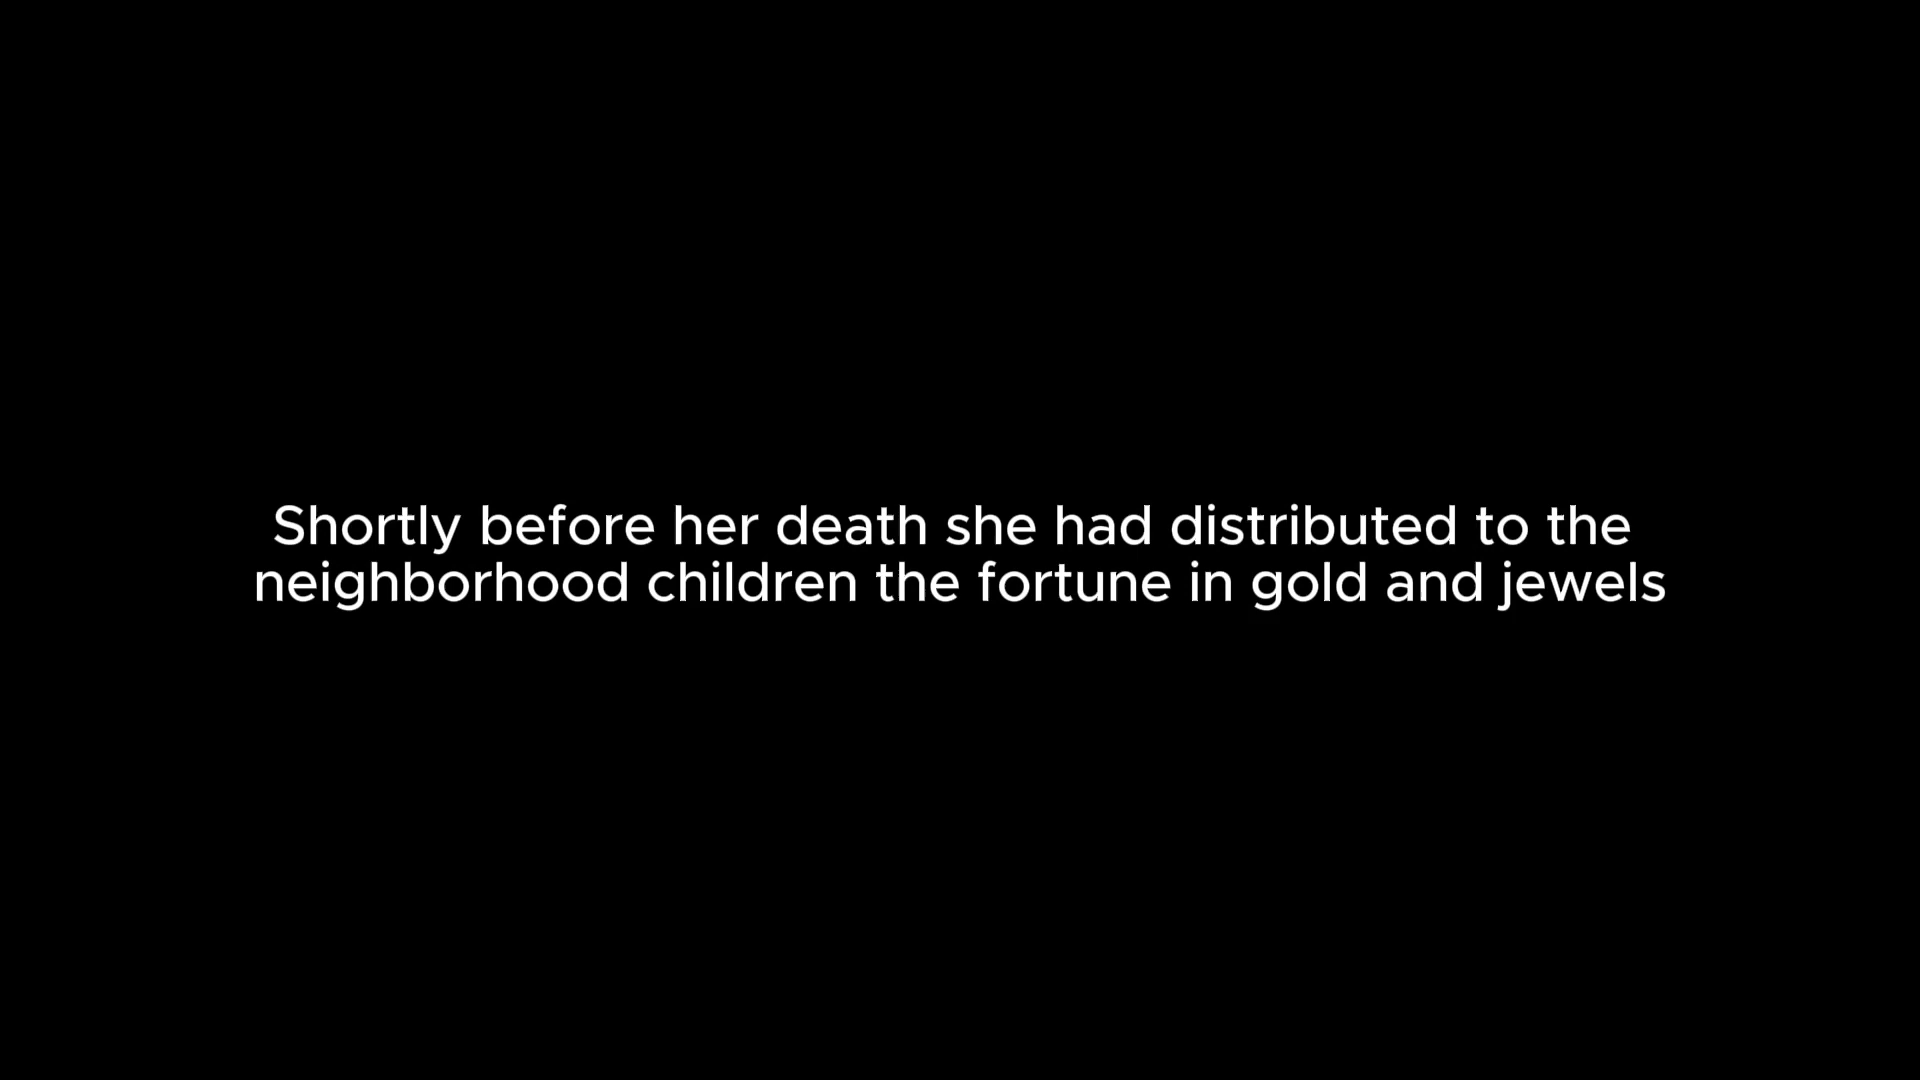 Shortly before her death she had distributed to the
neighborhood children the fortune in gold and jewels